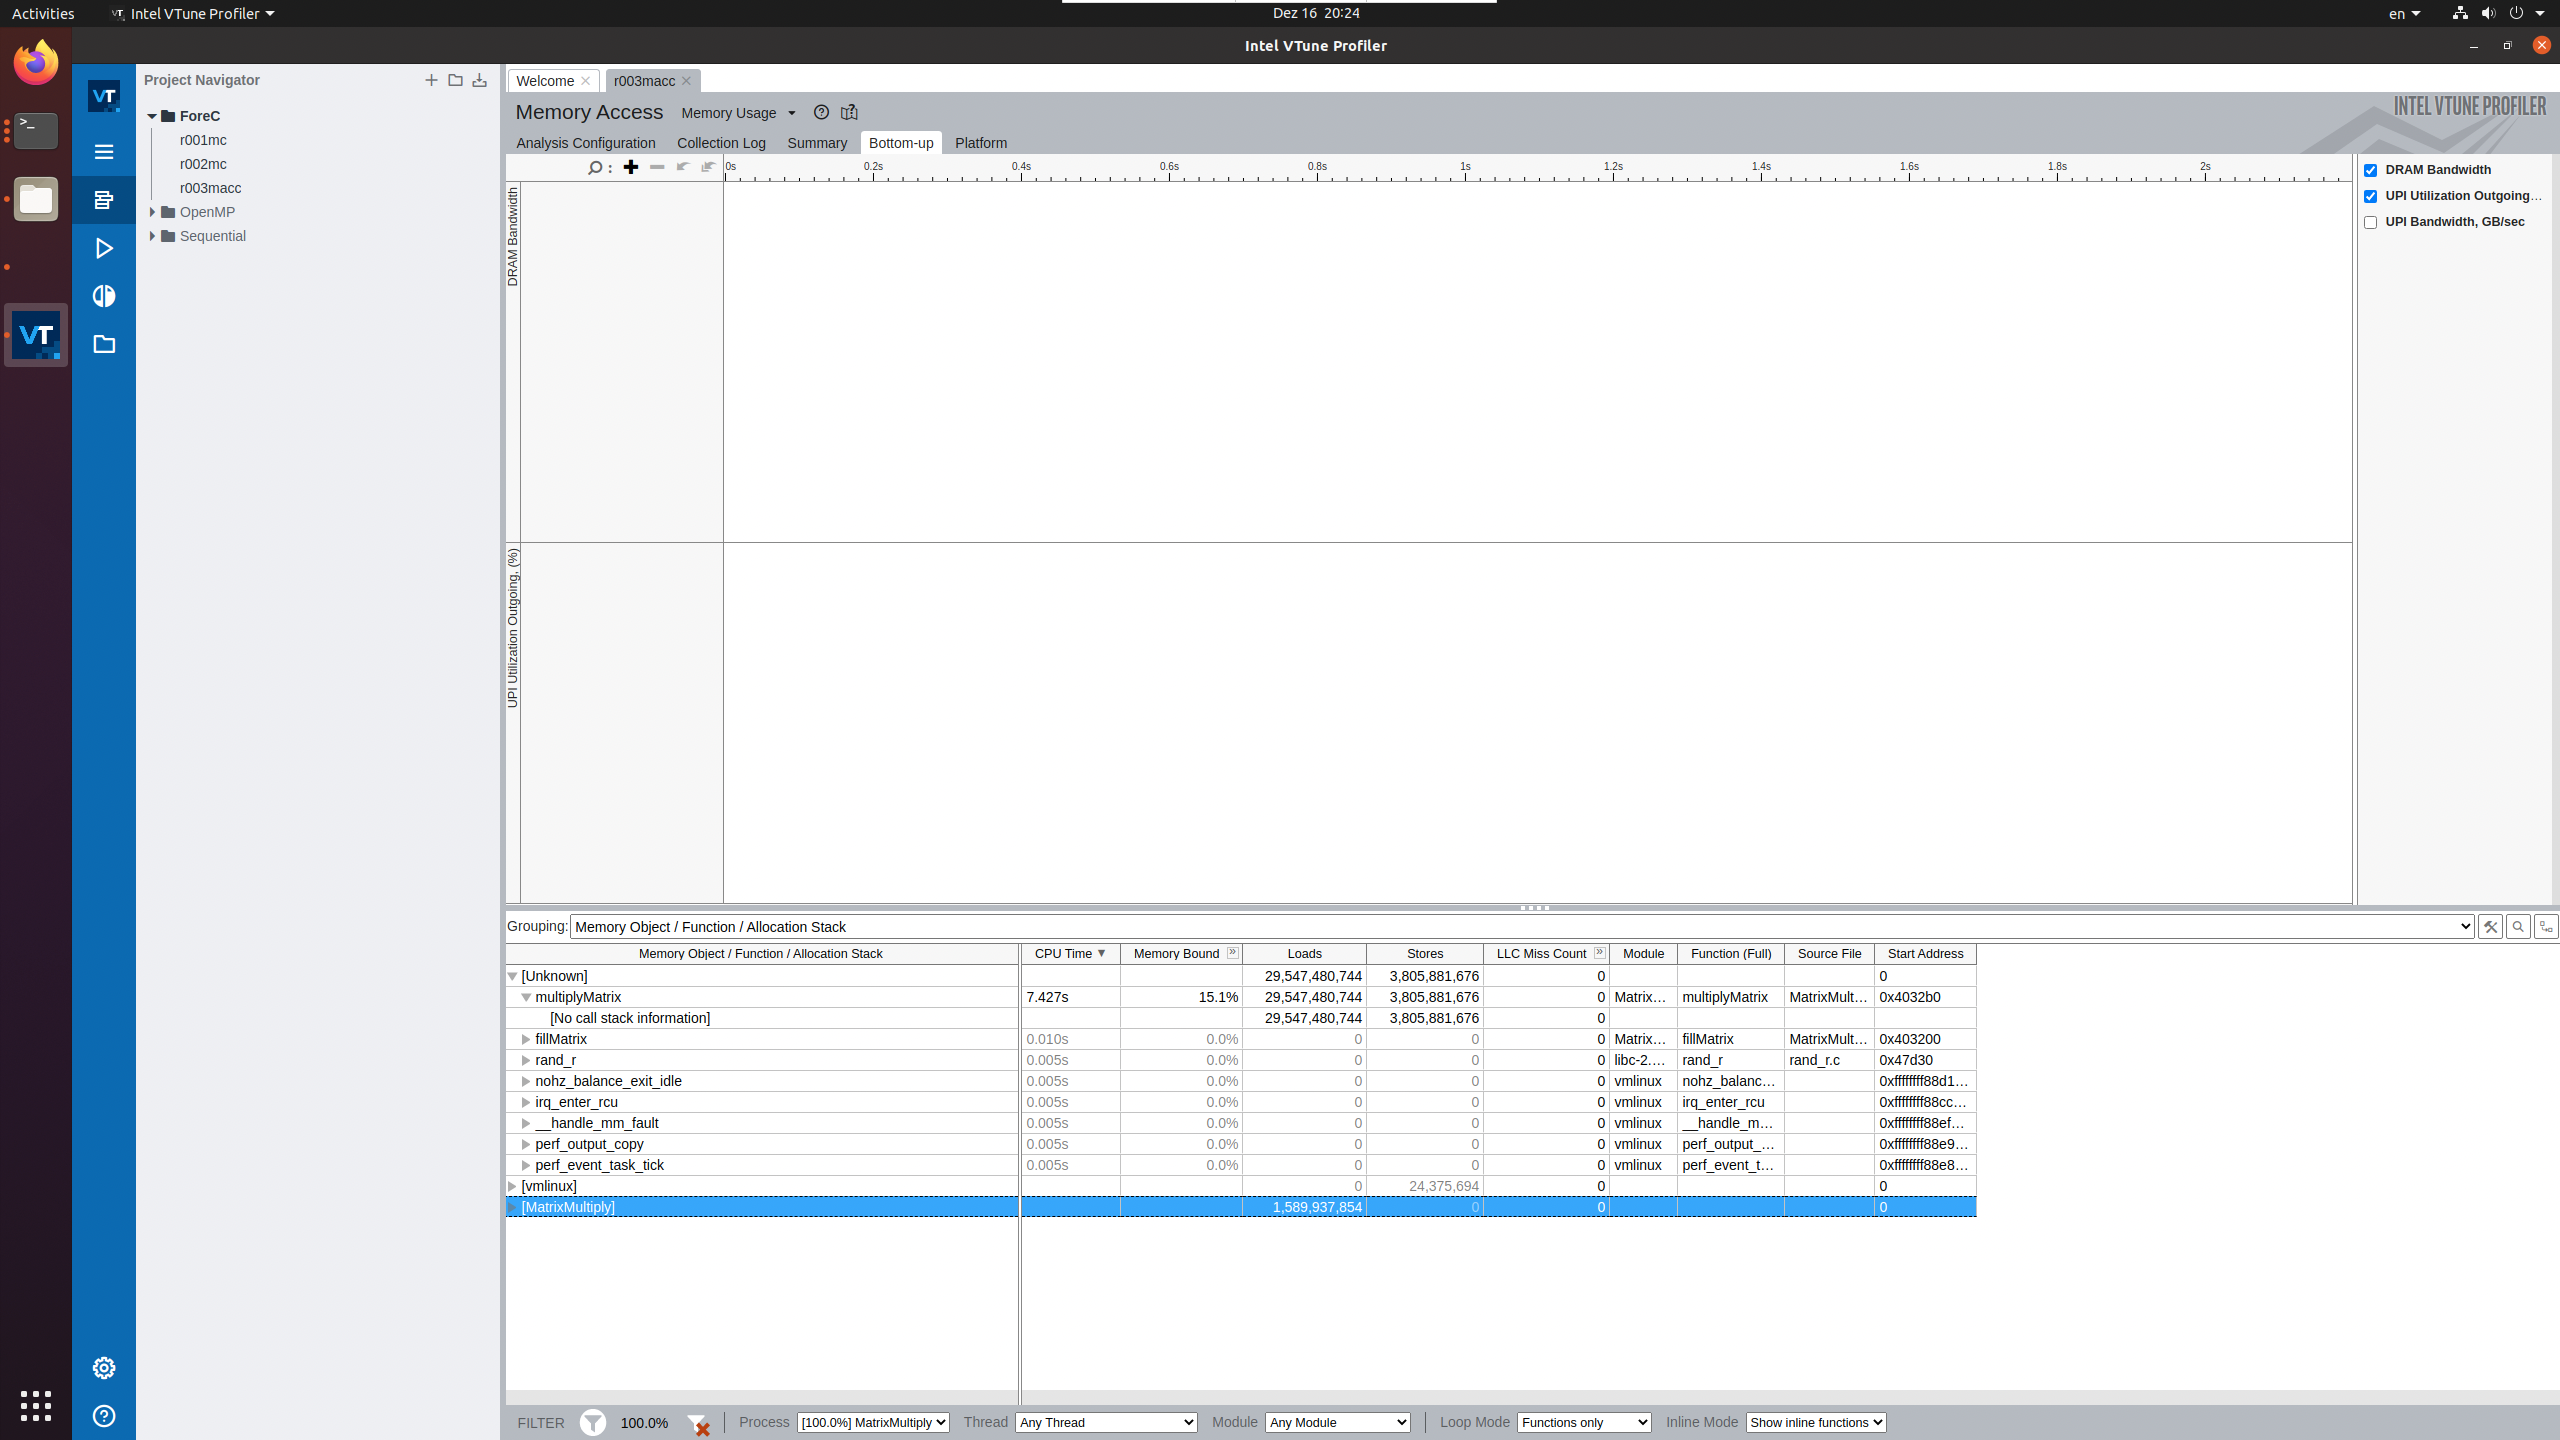 Activities
Intel VTune Profiler
Dez 16 20:24
en
Intel VTune Profiler
Project Navigator
ForeC
r001mc
r002mc
r003macc
OpenMP
Sequential
Welcome
r003macc
Memory Access
Memory Usage
INTEL VTUNE PROFILER
Analysis Configuration
Collection Log
Summary
Bottom-up
Platform
0s 0.2s 0.4s 0.6s 0.8s 1s 1.2s 1.4s 1.6s 1.8s 2s
DRAM Bandwidth
UPI Utilization Outgoing, (%)
DRAM Bandwidth
UPI Utilization Outgoing…
UPI Bandwidth, GB/sec
Grouping: Memory Object / Function / Allocation Stack
Memory Object / Function / Allocation Stack CPU Time ▼ Memory Bound Loads Stores LLC Miss Count Module Function (Full) Source File Start Address
[Unknown] 29,547,480,744 3,805,881,676 0 0
multiplyMatrix 7.427s 15.1% 29,547,480,744 3,805,881,676 0 Matrix… multiplyMatrix MatrixMult… 0x4032b0
[No call stack information] 29,547,480,744 3,805,881,676 0
fillMatrix 0.010s 0.0% 0 0 0 Matrix… fillMatrix MatrixMult… 0x403200
rand_r 0.005s 0.0% 0 0 0 libc-2.… rand_r rand_r.c 0x47d30
nohz_balance_exit_idle 0.005s 0.0% 0 0 0 vmlinux nohz_balanc… 0xffffffff88d1…
irq_enter_rcu 0.005s 0.0% 0 0 0 vmlinux irq_enter_rcu 0xffffffff88cc…
__handle_mm_fault 0.005s 0.0% 0 0 0 vmlinux __handle_m… 0xffffffff88ef…
perf_output_copy 0.005s 0.0% 0 0 0 vmlinux perf_output_… 0xffffffff88e9…
perf_event_task_tick 0.005s 0.0% 0 0 0 vmlinux perf_event_t… 0xffffffff88e8…
[vmlinux] 0 24,375,694 0 0
[MatrixMultiply] 1,589,937,854 0 0 0
FILTER 100.0% Process [100.0%] MatrixMultiply Thread Any Thread Module Any Module Loop Mode Functions only Inline Mode Show inline functions